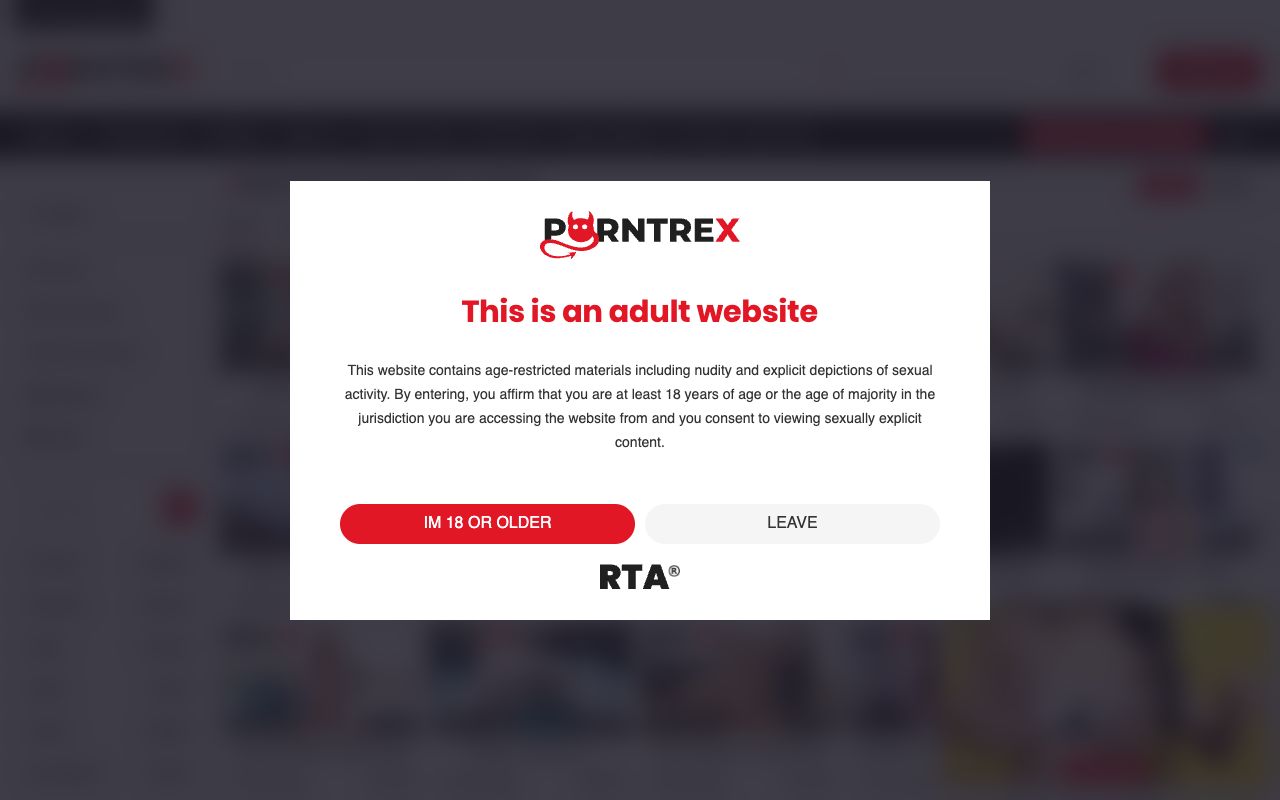 PORNTREX
This is an adult website
This website contains age-restricted materials including nudity and explicit depictions of sexual
activity. By entering, you affirm that you are at least 18 years of age or the age of majority in the
jurisdiction you are accessing the website from and you consent to viewing sexually explicit
content.
IM 18 OR OLDER
LEAVE
RTA®